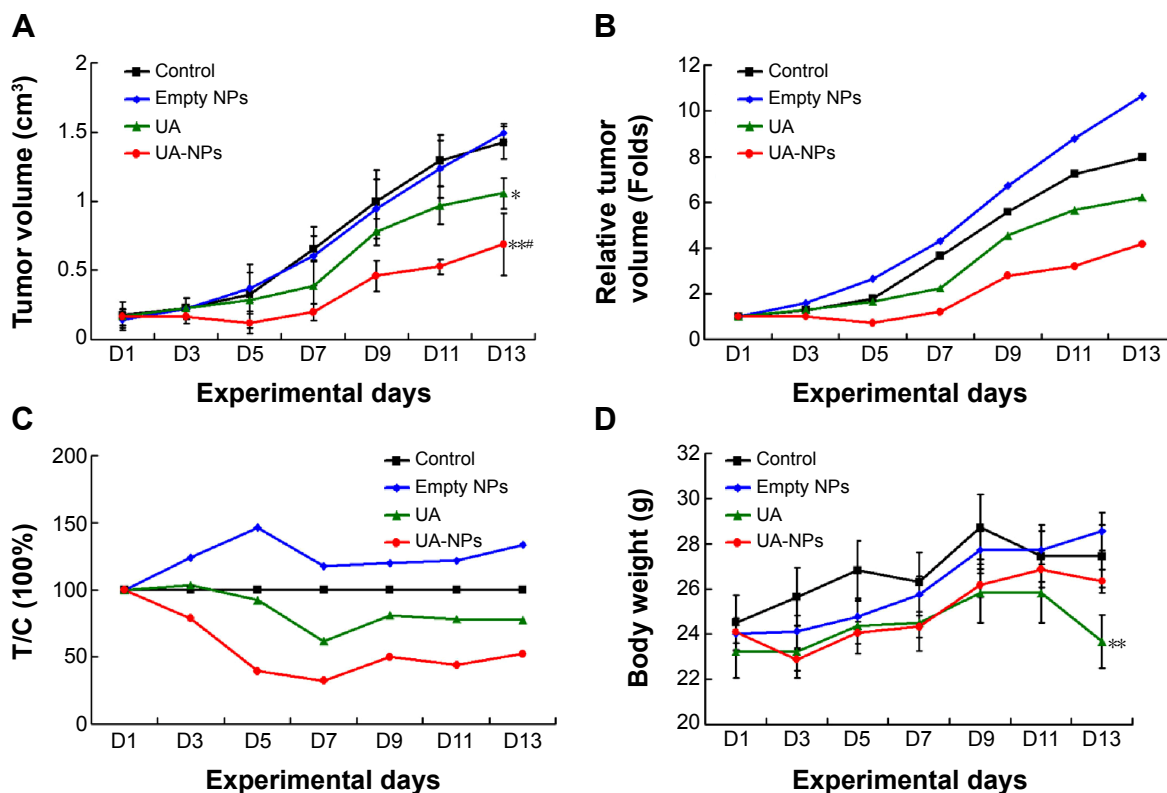 A
Tumor volume (cm³)
2
1.5
1
0.5
0
Control
Empty NPs
UA
UA-NPs
*
**#
D1 D3 D5 D7 D9 D11 D13
Experimental days
B
Relative tumor
volume (Folds)
12
10
8
6
4
2
0
Control
Empty NPs
UA
UA-NPs
D1 D3 D5 D7 D9 D11 D13
Experimental days
C
T/C (100%)
200
150
100
50
0
Control
Empty NPs
UA
UA-NPs
D1 D3 D5 D7 D9 D11 D13
Experimental days
D
Body weight (g)
32
30
28
26
24
22
20
Control
Empty NPs
UA
UA-NPs
**
D1 D3 D5 D7 D9 D11 D13
Experimental days